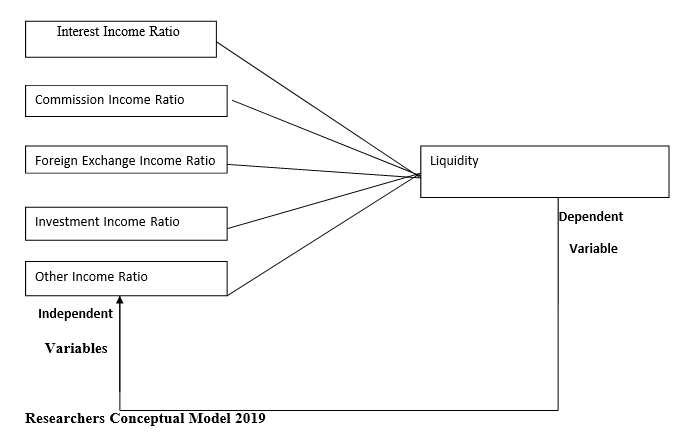 Interest Income Ratio
Commission Income Ratio
Foreign Exchange Income Ratio
Liquidity
Investment Income Ratio
Dependent
Variable
Other Income Ratio
Independent
Variables
Researchers Conceptual Model 2019